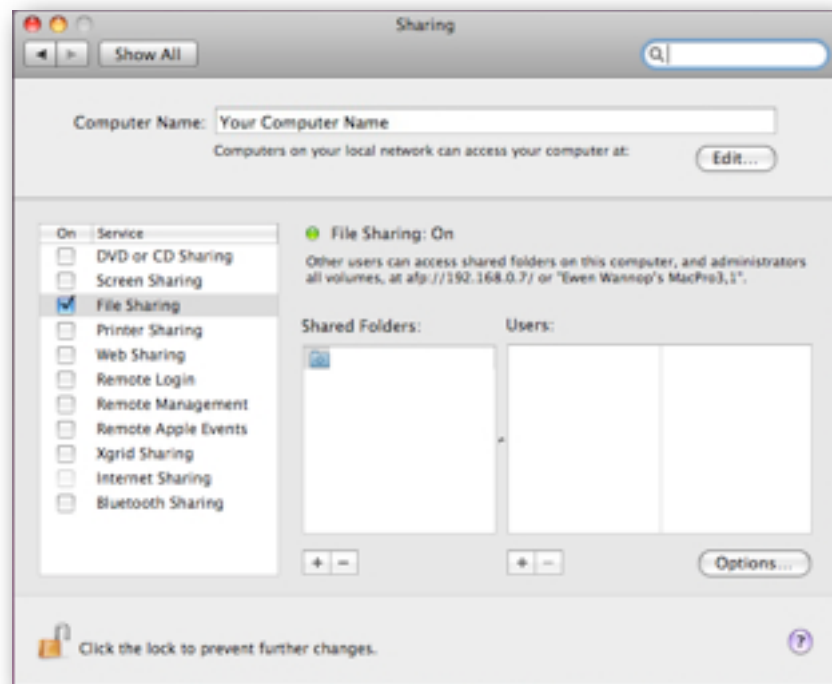 Sharing
Show All
Computer Name: Your Computer Name
Computers on your local network can access your computer at:
Edit...
On Service
DVD or CD Sharing
Screen Sharing
File Sharing
Printer Sharing
Web Sharing
Remote Login
Remote Management
Remote Apple Events
Xgrid Sharing
Internet Sharing
Bluetooth Sharing
File Sharing: On
Other users can access shared folders on this computer, and administrators
all volumes, at afp://192.168.0.7/ or "Ewen Wannop's MacPro3,1".
Shared Folders:
Users:
+ −
+ −
Options...
Click the lock to prevent further changes.
?